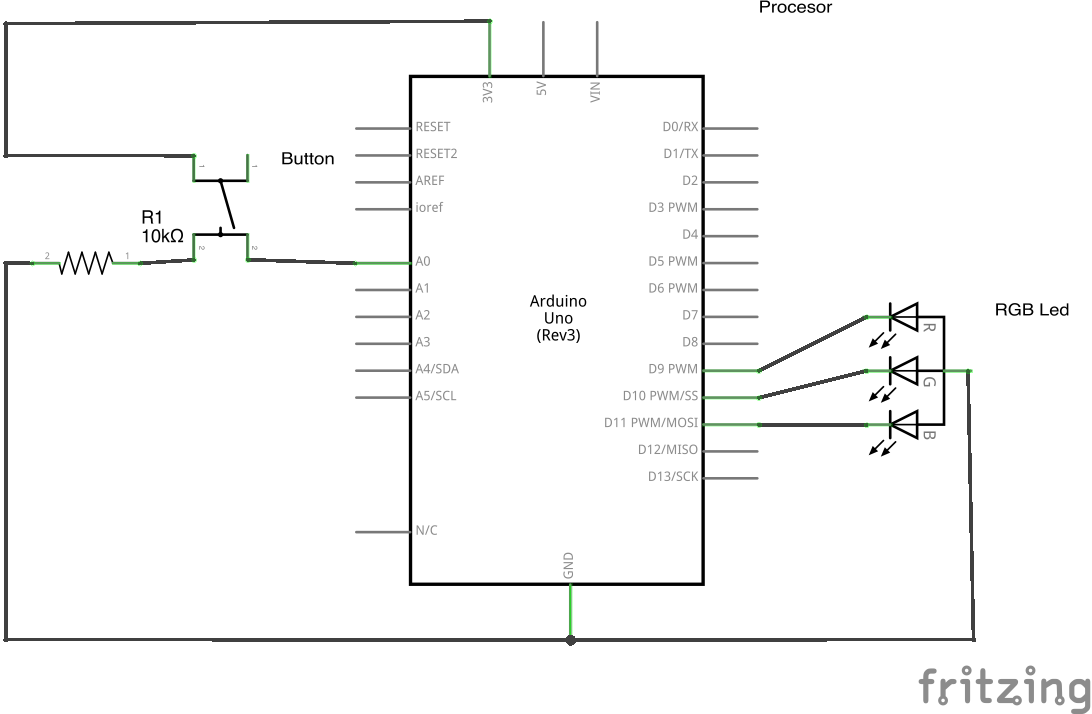 Procesor
3V3
5V
VIN
RESET
D0/RX
RESET2
D1/TX
1
1
Button
AREF
D2
ioref
D3 PWM
R1
10kΩ
D4
2
2
2
1
A0
D5 PWM
A1
D6 PWM
Arduino
Uno
(Rev3)
A2
D7
RGB Led
R
A3
D8
A4/SDA
D9 PWM
G
A5/SCL
D10 PWM/SS
D11 PWM/MOSI
B
D12/MISO
D13/SCK
N/C
GND
fritzing